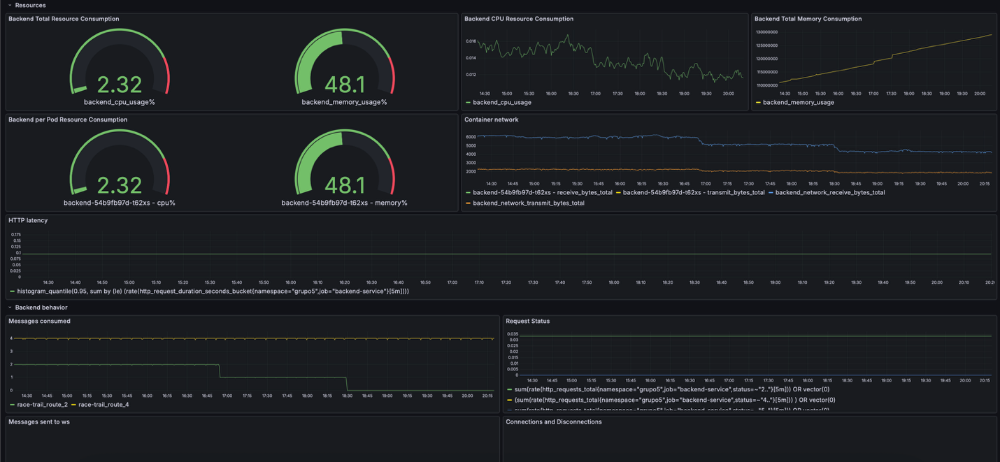 Resources
Backend Total Resource Consumption
2.32
backend_cpu_usage%
48.1
backend_memory_usage%
Backend CPU Resource Consumption
0.016
0.014
0.012
14:30 15:00 15:30 16:00 16:30 17:00 17:30 18:00 18:30 19:00 19:30 20:00
backend_cpu_usage
Backend Total Memory Consumption
130000000
125000000
120000000
115000000
110000000
14:30 15:00 15:30 16:00 16:30 17:00 17:30 18:00 18:30 19:00 19:30 20:00
backend_memory_usage
Backend per Pod Resource Consumption
2.32
backend-54b9fb97d-t62xs - cpu%
48.1
backend-54b9fb97d-t62xs - memory%
Container network
6000
5000
4000
3000
2000
14:30 14:45 15:00 15:15 15:30 15:45 16:00 16:15 16:30 16:45 17:00 17:15 17:30 17:45 18:00 18:15 18:30 18:45 19:00 19:15 19:30 19:45 20:00 20:15
backend-54b9fb97d-t62xs - receive_bytes_total backend-54b9fb97d-t62xs - transmit_bytes_total backend_network_receive_bytes_total
backend_network_transmit_bytes_total
HTTP latency
0.175
0.15
0.125
0.1
0.075
0.05
0.025
0
14:30 14:40 14:50 15:00 15:10 15:20 15:30 15:40 15:50 16:00 16:10 16:20 16:30 16:40 16:50 17:00 17:10 17:20 17:30 17:40 17:50 18:00 18:10 18:20 18:30 18:40 18:50 19:00 19:10 19:20 19:30 19:40 19:50 20:00 20:10 20:20
histogram_quantile(0.95, sum by (le) (rate(http_request_duration_seconds_bucket{namespace="grupo5",job="backend-service"}[5m])))
Backend behavior
Messages consumed
4
3
2
1
0
14:30 14:45 15:00 15:15 15:30 15:45 16:00 16:15 16:30 16:45 17:00 17:15 17:30 17:45 18:00 18:15 18:30 18:45 19:00 19:15 19:30 19:45 20:00 20:15
race-trail_route_2 race-trail_route_4
Request Status
0.035
0.03
0.025
0.02
0.015
0.01
0.005
0
14:30 14:45 15:00 15:15 15:30 15:45 16:00 16:15 16:30 16:45 17:00 17:15 17:30 17:45 18:00 18:15 18:30 18:45 19:00 19:15 19:30 19:45 20:00 20:15
sum(rate(http_requests_total{namespace="grupo5",job="backend-service",status=~"2.."}[5m])) OR vector(0)
(sum(rate(http_requests_total{namespace="grupo5",job="backend-service",status=~"4.."}[5m])) ) OR vector(0)
Messages sent to ws
Connections and Disconnections